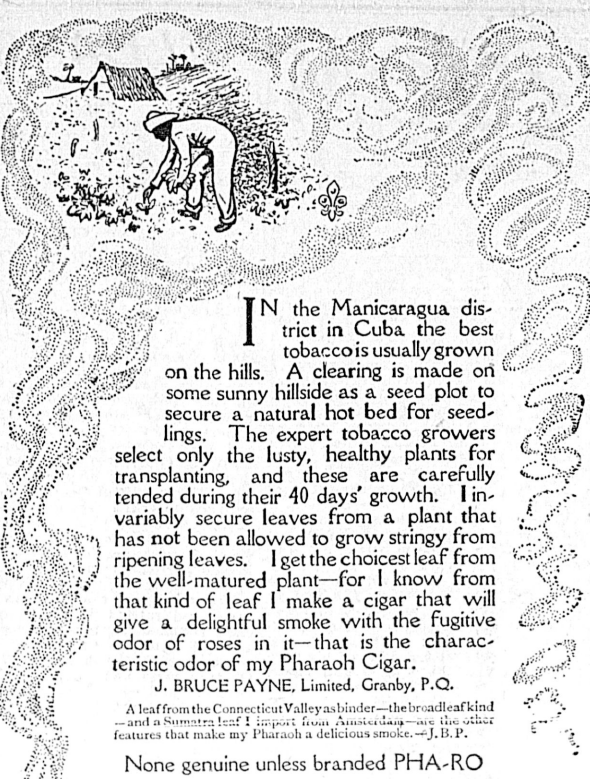 IN the Manicaragua dis-
trict in Cuba the best
tobacco is usually grown
on the hills. A clearing is made on
some sunny hillside as a seed plot to
secure a natural hot bed for seed-
lings. The expert tobacco growers
select only the lusty, healthy plants for
transplanting, and these are carefully
tended during their 40 days' growth. I in-
variably secure leaves from a plant that
has not been allowed to grow stringy from
ripening leaves. I get the choicest leaf from
the well-matured plant—for I know from
that kind of leaf I make a cigar that will
give a delightful smoke with the fugitive
odor of roses in it—that is the charac-
teristic odor of my Pharaoh Cigar.
J. BRUCE PAYNE, Limited, Granby, P.Q.
A leaf from the Connecticut Valley as binder—the broadleaf kind
—and a Sumatra leaf I import from Amsterdam—are the other
features that make my Pharaoh a delicious smoke.—J. B. P.
None genuine unless branded PHA-RO